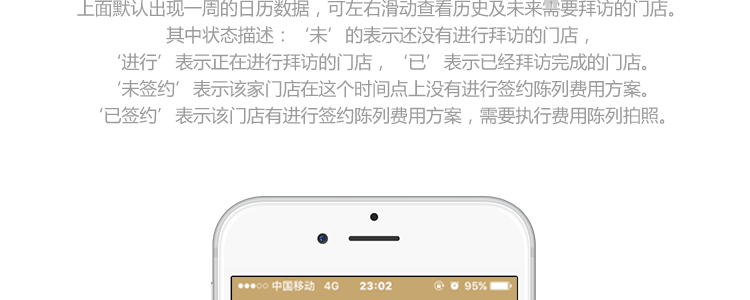 上面默认出现一周的日历数据，可左右滑动查看历史及未来需要拜访的门店。
其中状态描述：‘未’的表示还没有进行拜访的门店，
‘进行’表示正在进行拜访的门店，‘已’表示已经拜访完成的门店。
‘未签约’表示该家门店在这个时间点上没有进行签约陈列费用方案。
‘已签约’表示该门店有进行签约陈列费用方案，需要执行费用陈列拍照。
中国移动 4G 23:02 95%